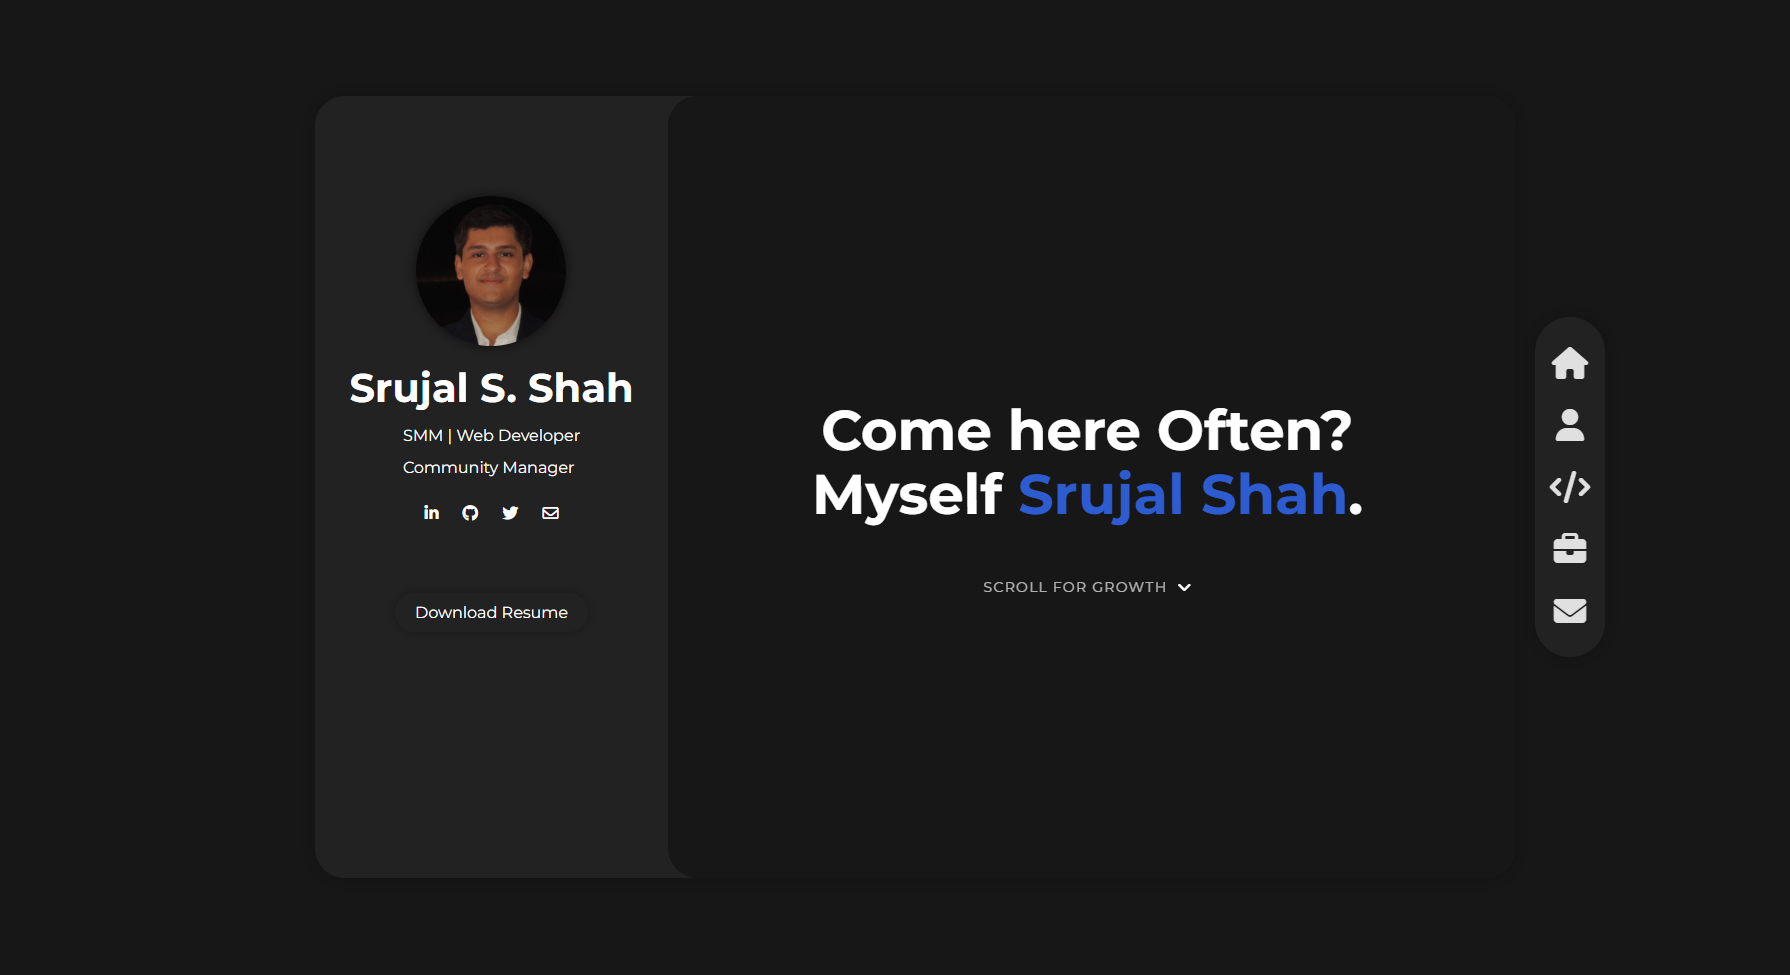 Srujal S. Shah
SMM | Web Developer
Community Manager
Download Resume
Come here Often?
Myself Srujal Shah.
SCROLL FOR GROWTH